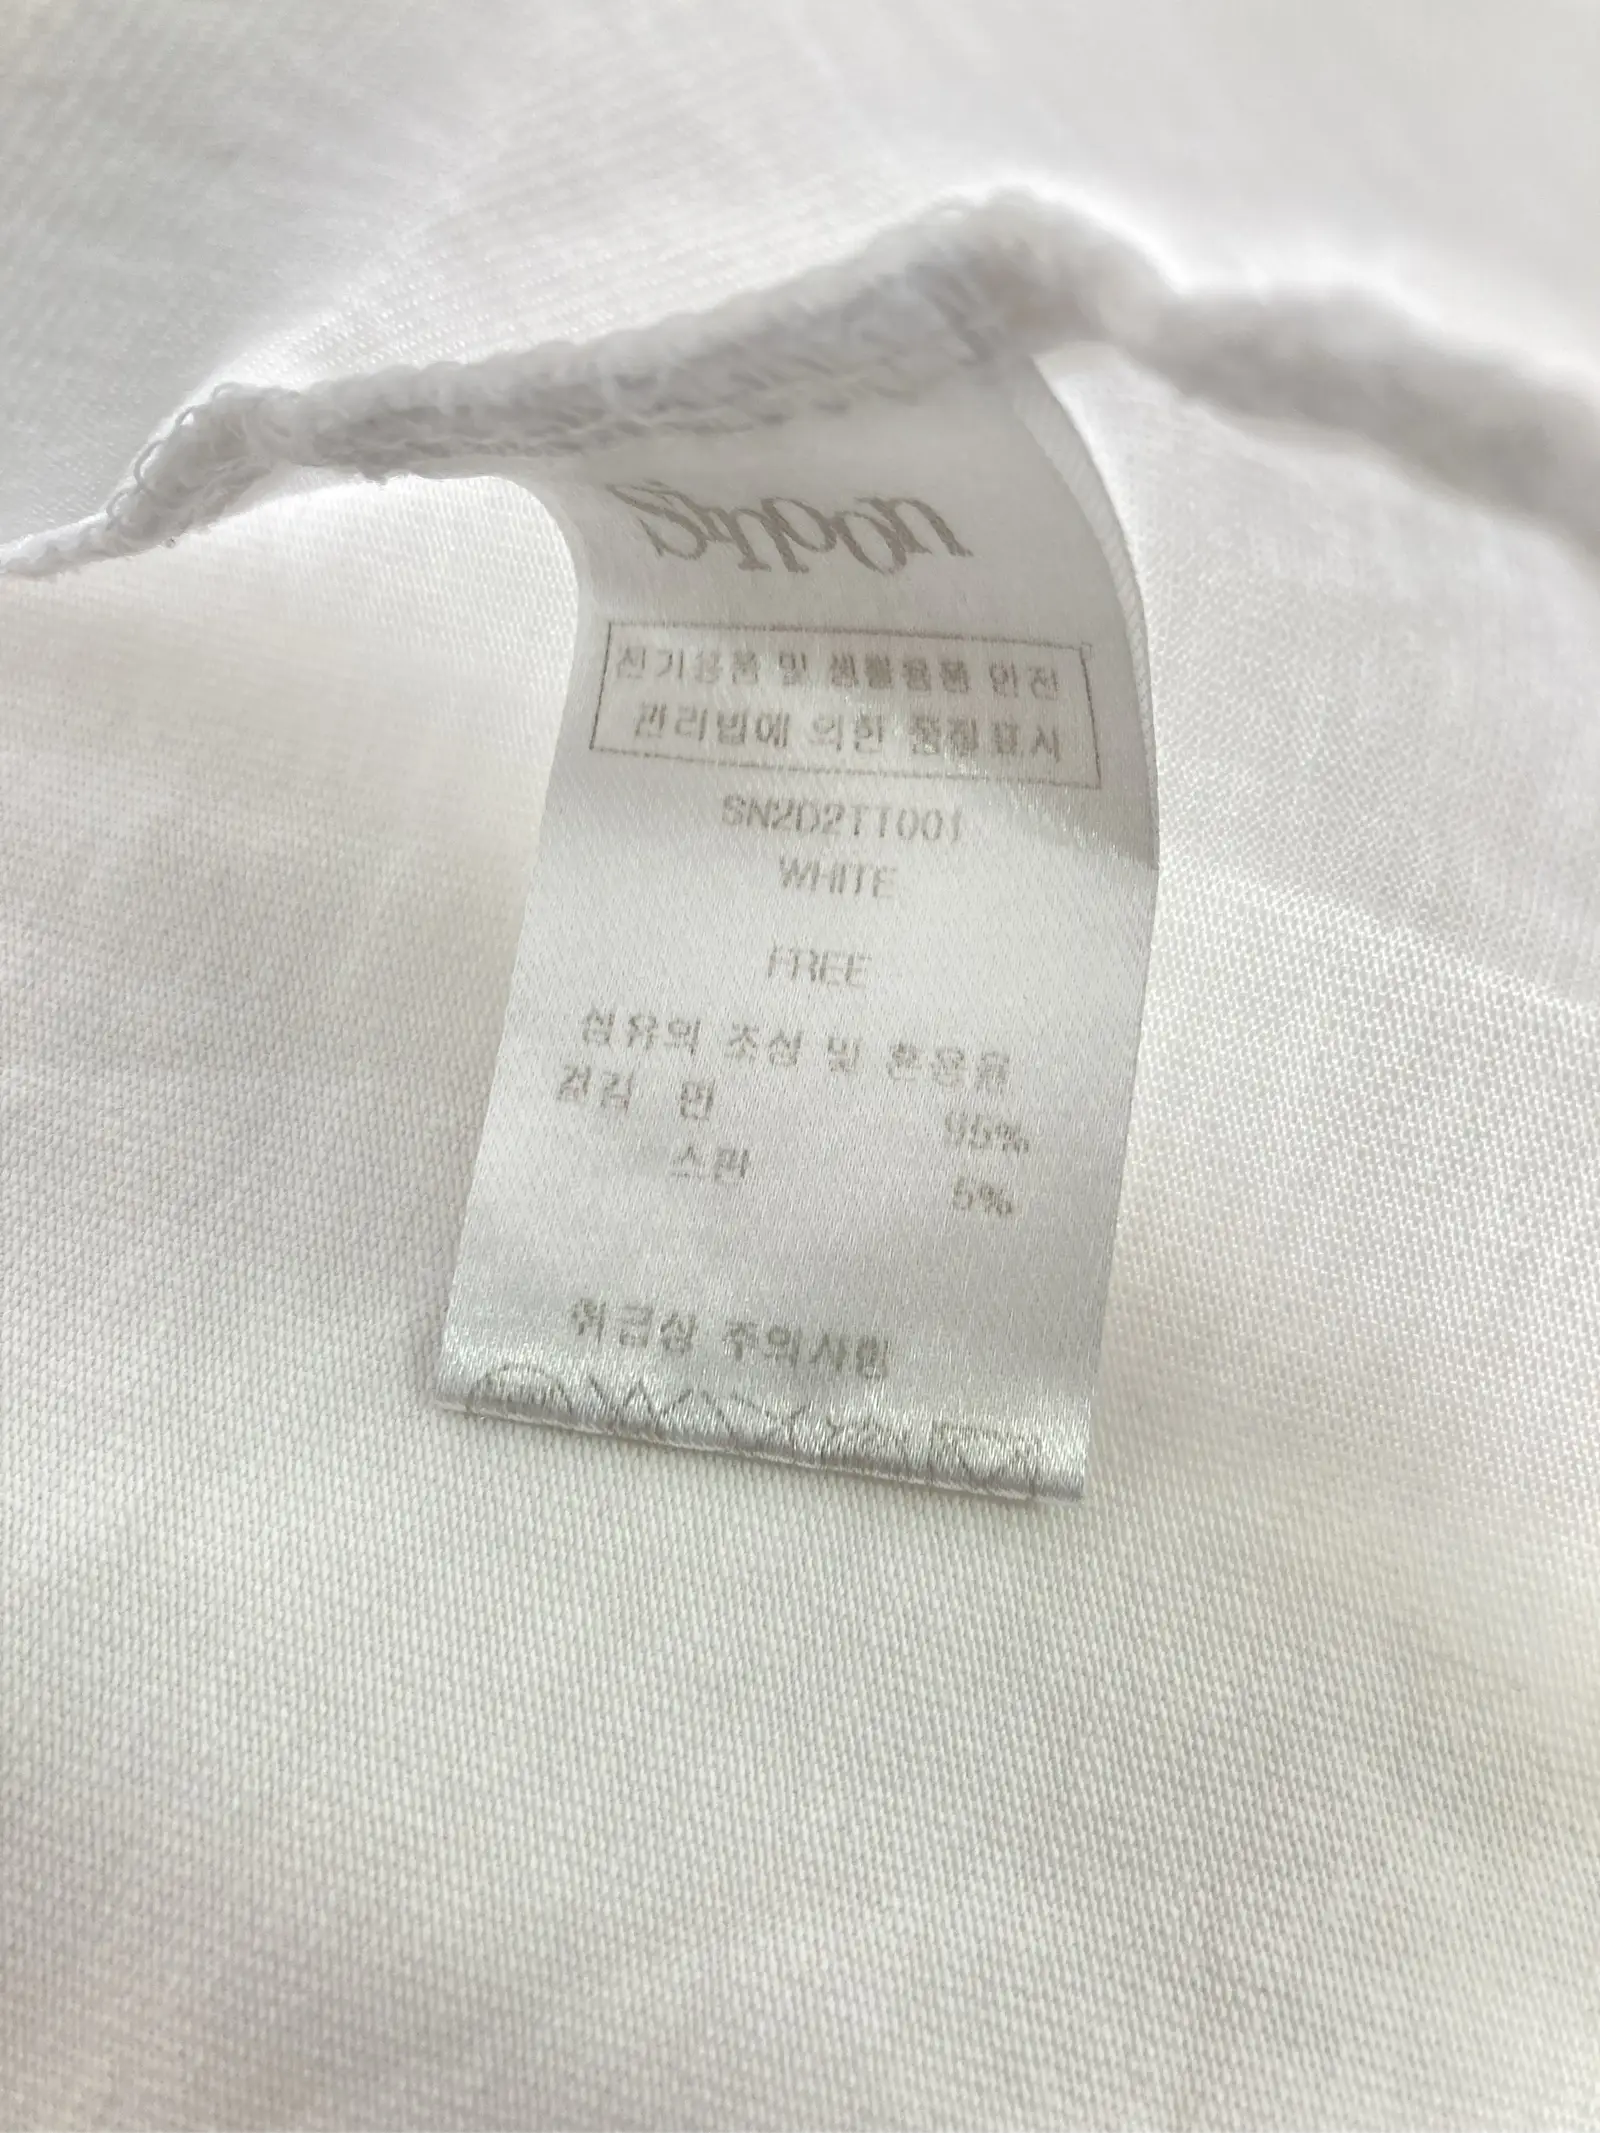 전기용품 및 생활용품 안전
관리법에 의한 품질표시
SN2D2TT001
WHITE
FREE
섬유의 조성 및 혼용율
겉감 면 95%
스판 5%
취급상 주의사항